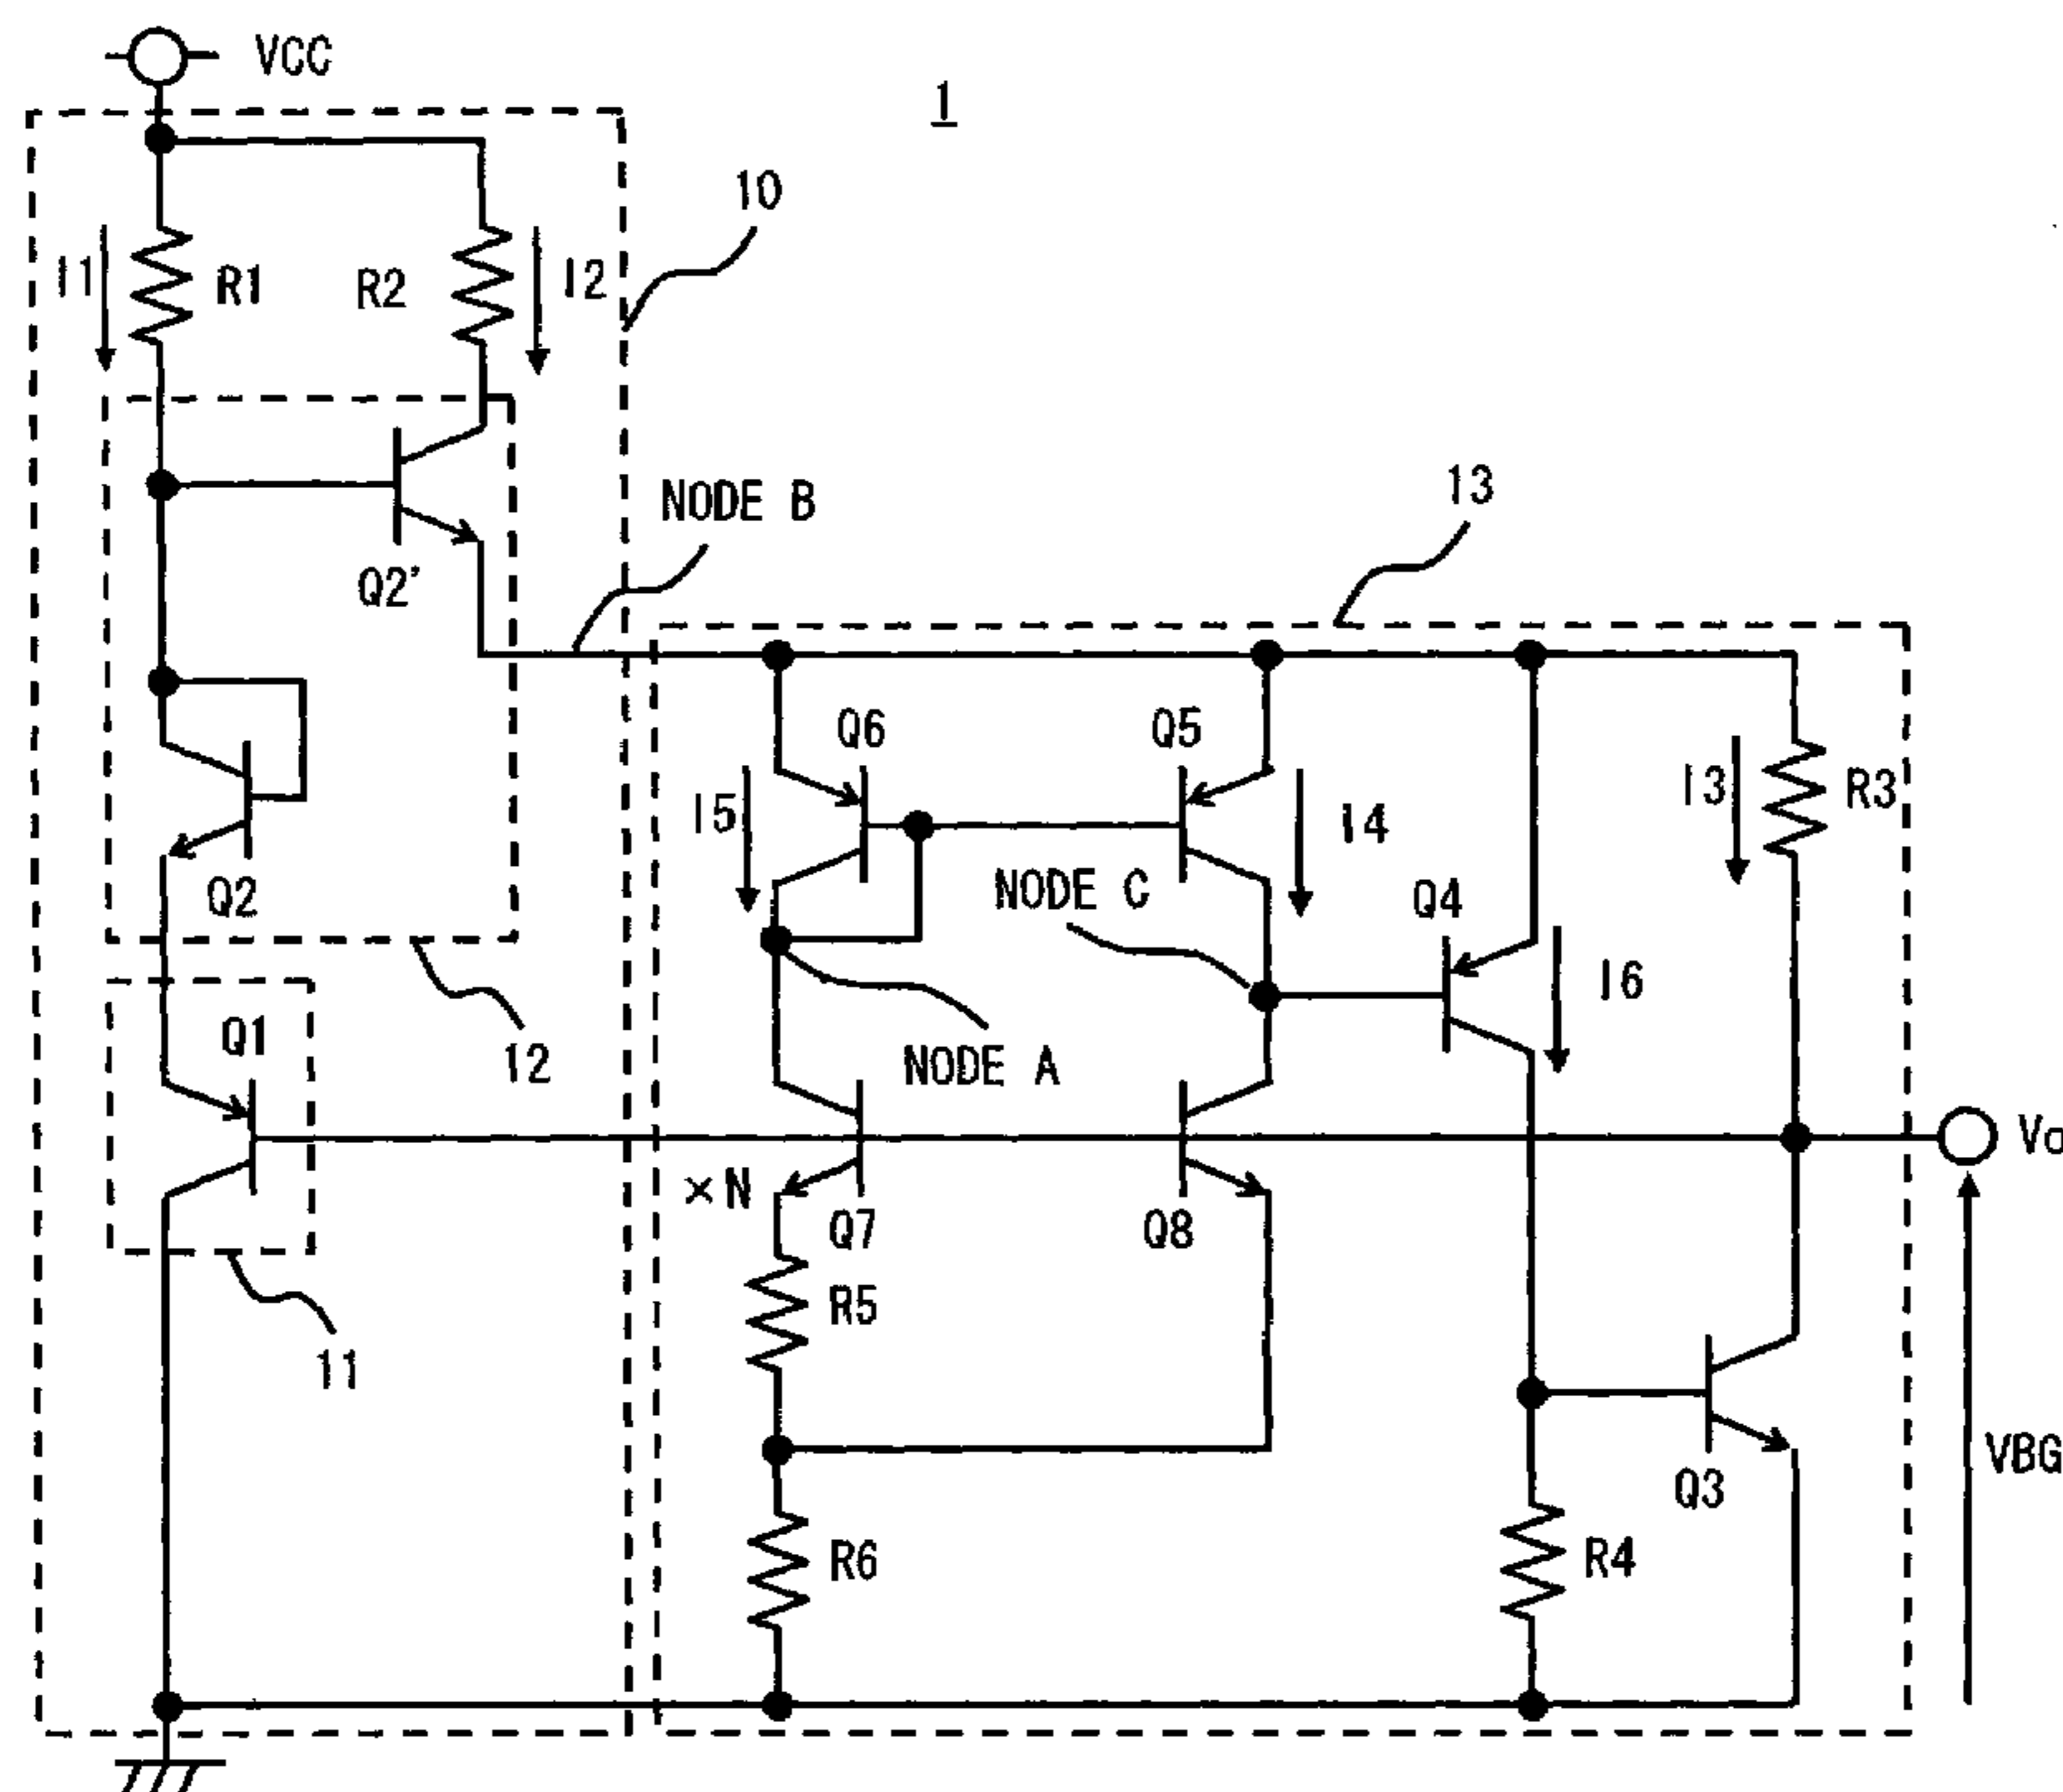 VCC
1
10
I1
R1
R2
I2
Q2'
NODE B
13
Q2
12
Q6
Q5
I5
I4
I3
R3
NODE C
Q4
I6
NODE A
Q1
11
×N
Q7
Q8
Vo
R5
R6
R4
Q3
VBG